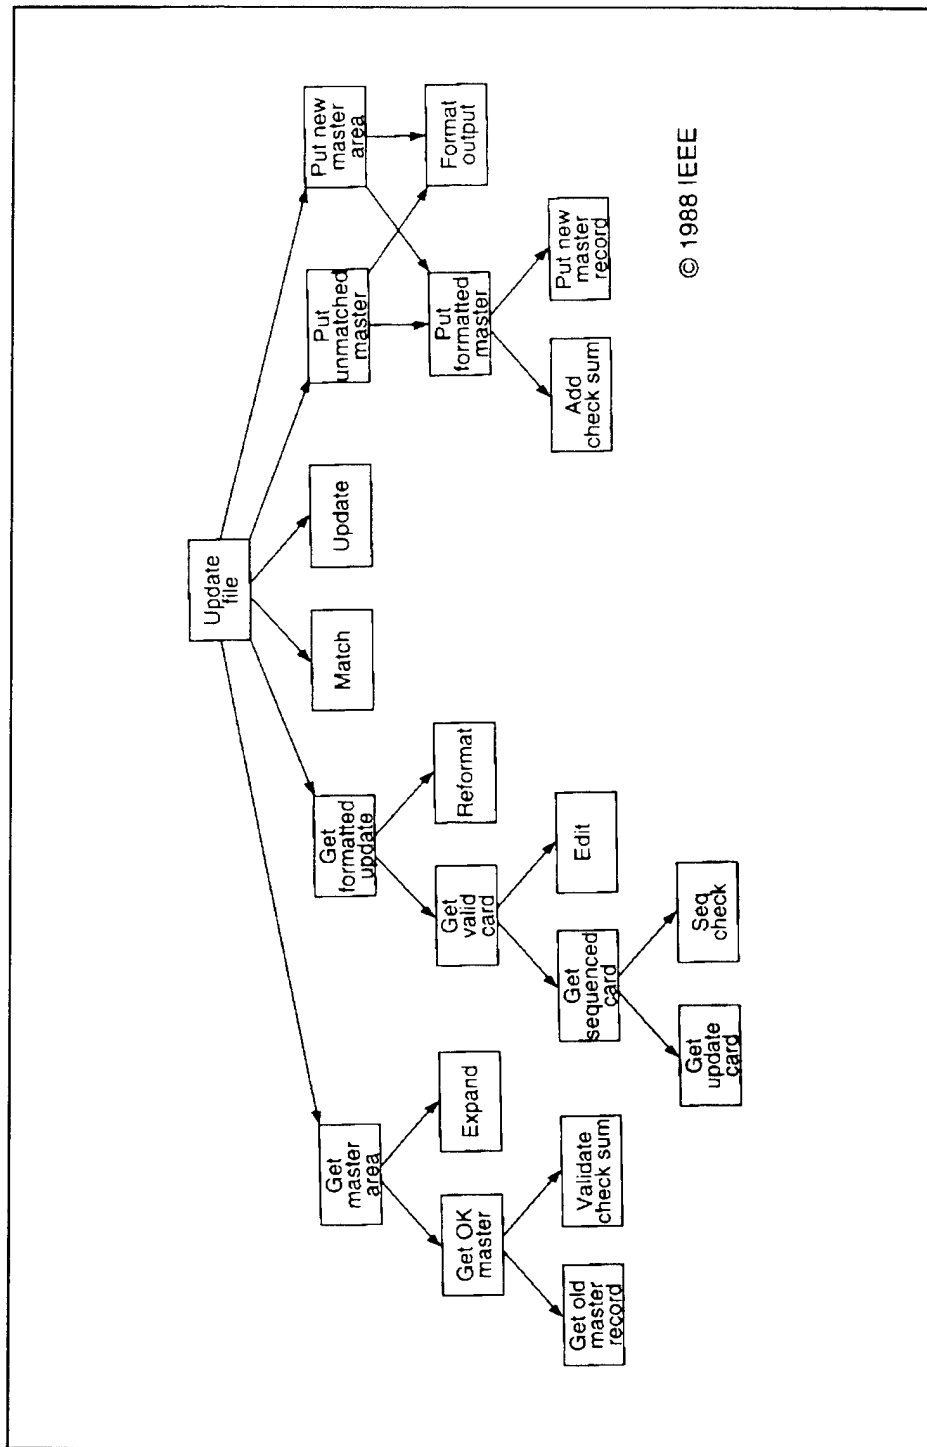 Update
file
Get
master
area
Get
formatted
update
Match
Update
Put
unmatched
master
Put new
master
area
Get OK
master
Expand
Get
valid
card
Reformat
Put
formatted
master
Format
output
Get old
master
record
Validate
check sum
Get
sequenced
card
Edit
Add
check sum
Put new
master
record
Get
update
card
Seq
check
© 1988 IEEE